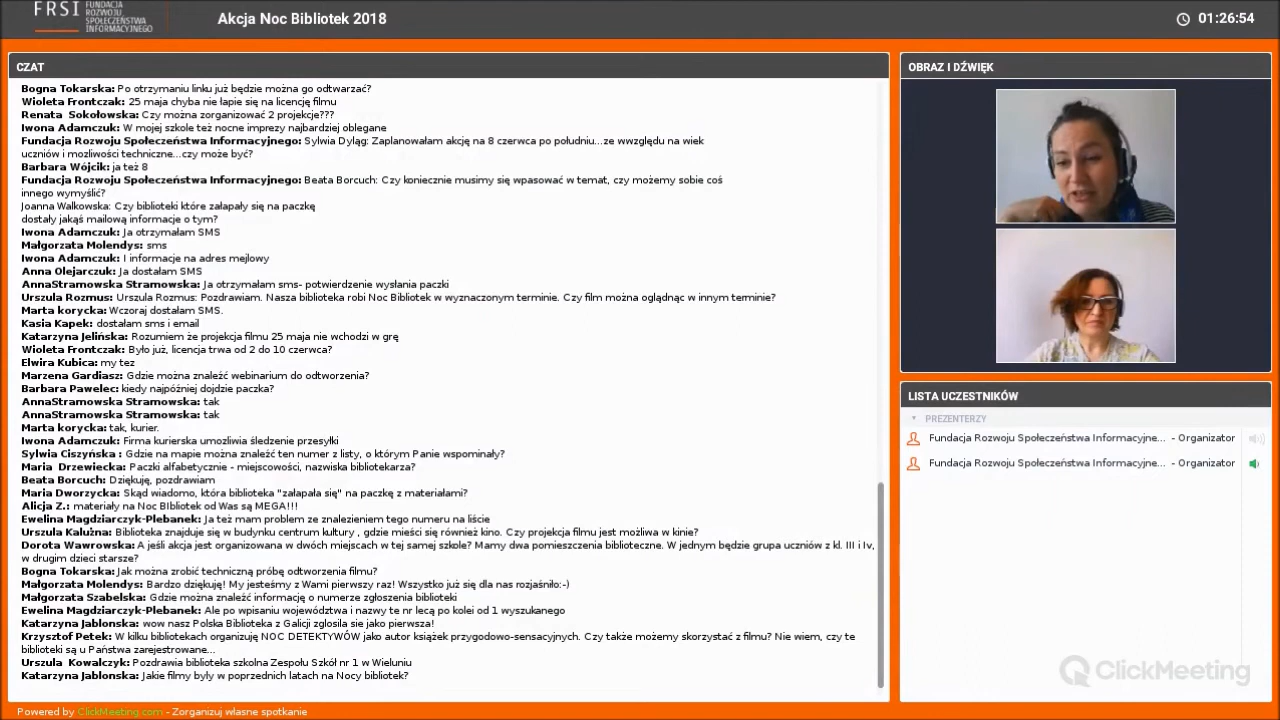 FRSI FUNDACJA
ROZWOJU
SPOŁECZEŃSTWA
INFORMACYJNEGO
Akcja Noc Bibliotek 2018
01:26:54
CZAT
Bogna Tokarska: Po otrzymaniu linku już będzie można go odtwarzać?
Wioleta Frontczak: 25 maja chyba nie łapie się na licencję filmu
Renata Sokołowska: Czy można zorganizować 2 projekcje???
Iwona Adamczuk: W mojej szkole też nocne imprezy najbardziej oblegane
Fundacja Rozwoju Społeczeństwa Informacyjnego: Sylwia Dyląg: Zaplanowałam akcję na 8 czerwca po południu...ze wwzględu na wiek
uczniów i mozliwości techniczne...czy może być?
Barbara Wójcik: ja też 8
Fundacja Rozwoju Społeczeństwa Informacyjnego: Beata Borcuch: Czy koniecznie musimy się wpasować w temat, czy możemy sobie coś
innego wymyślić?
Joanna Walkowska: Czy biblioteki które załapały się na paczkę
dostały jakąś mailową informacje o tym?
Iwona Adamczuk: Ja otrzymałam SMS
Małgorzata Molendys: sms
Iwona Adamczuk: I informacje na adres mejlowy
Anna Olejarczuk: Ja dostałam SMS
AnnaStramowska Stramowska: Ja otrzymałam sms- potwierdzenie wysłania paczki
Urszula Rozmus: Urszula Rozmus: Pozdrawiam. Nasza biblioteka robi Noc Bibliotek w wyznaczonym terminie. Czy film można oglądnąc w innym terminie?
Marta korycka: Wczoraj dostałam SMS.
Kasia Kapek: dostałam sms i email
Katarzyna Jelińska: Rozumiem że projekcja filmu 25 maja nie wchodzi w grę
Wioleta Frontczak: Było już, licencja trwa od 2 do 10 czerwca?
Elwira Kubica: my tez
Marzena Gardiasz: Gdzie można znaleźć webinarium do odtworzenia?
Barbara Pawelec: kiedy najpóźniej dojdzie paczka?
AnnaStramowska Stramowska: tak
AnnaStramowska Stramowska: tak
Marta korycka: tak, kurier.
Iwona Adamczuk: Firma kurierska umozliwia śledzenie przesyłki
Sylwia Ciszyńska : Gdzie na mapie można znaleźć ten numer z listy, o którym Panie wspominały?
Maria Drzewiecka: Paczki alfabetycznie - miejscowości, nazwiska bibliotekarza?
Beata Borcuch: Dziękuję, pozdrawiam
Maria Dworzycka: Skąd wiadomo, która biblioteka "załapała się" na paczkę z materiałami?
Alicja Z.: materiały na Noc BIbliotek od Was są MEGA!!!
Ewelina Magdziarczyk-Plebanek: Ja też mam problem ze znalezieniem tego numeru na liście
Urszula Kalużna: Biblioteka znajduje się w budynku centrum kultury , gdzie mieści się również kino. Czy projekcja filmu jest możliwa w kinie?
Dorota Wawrowska: A jeśli akcja jest organizowana w dwóch miejscach w tej samej szkole? Mamy dwa pomieszczenia biblioteczne. W jednym będzie grupa uczniów z kl. III i Iv,
w drugim dzieci starsze?
Bogna Tokarska: Jak można zrobić techniczną próbę odtworzenia filmu?
Małgorzata Molendys: Bardzo dziękuję! My jesteśmy z Wami pierwszy raz! Wszystko już się dla nas rozjaśniło:-)
Małgorzata Szabelska: Gdzie można znaleźć informację o numerze zgłoszenia biblioteki
Ewelina Magdziarczyk-Plebanek: Ale po wpisaniu województwa i nazwy te nr lecą po kolei od 1 wyszukanego
Katarzyna Jablonska: wow nasz Polska Biblioteka z Galicji zglosila sie jako pierwsza!
Krzysztof Petek: W kilku bibliotekach organizuję NOC DETEKTYWÓW jako autor książek przygodowo-sensacyjnych. Czy także możemy skorzystać z filmu? Nie wiem, czy te
biblioteki są u Państwa zarejestrowane...
Urszula Kowalczyk: Pozdrawia biblioteka szkolna Zespołu Szkół nr 1 w Wieluniu
Katarzyna Jablonska: Jakie filmy byly w poprzednich latach na Nocy bibliotek?
OBRAZ I DŹWIĘK
LISTA UCZESTNIKÓW
PREZENTERZY
Fundacja Rozwoju Społeczeństwa Informacyjne... - Organizator
Fundacja Rozwoju Społeczeństwa Informacyjne... - Organizator
ClickMeeting
Powered by ClickMeeting.com - Zorganizuj własne spotkanie